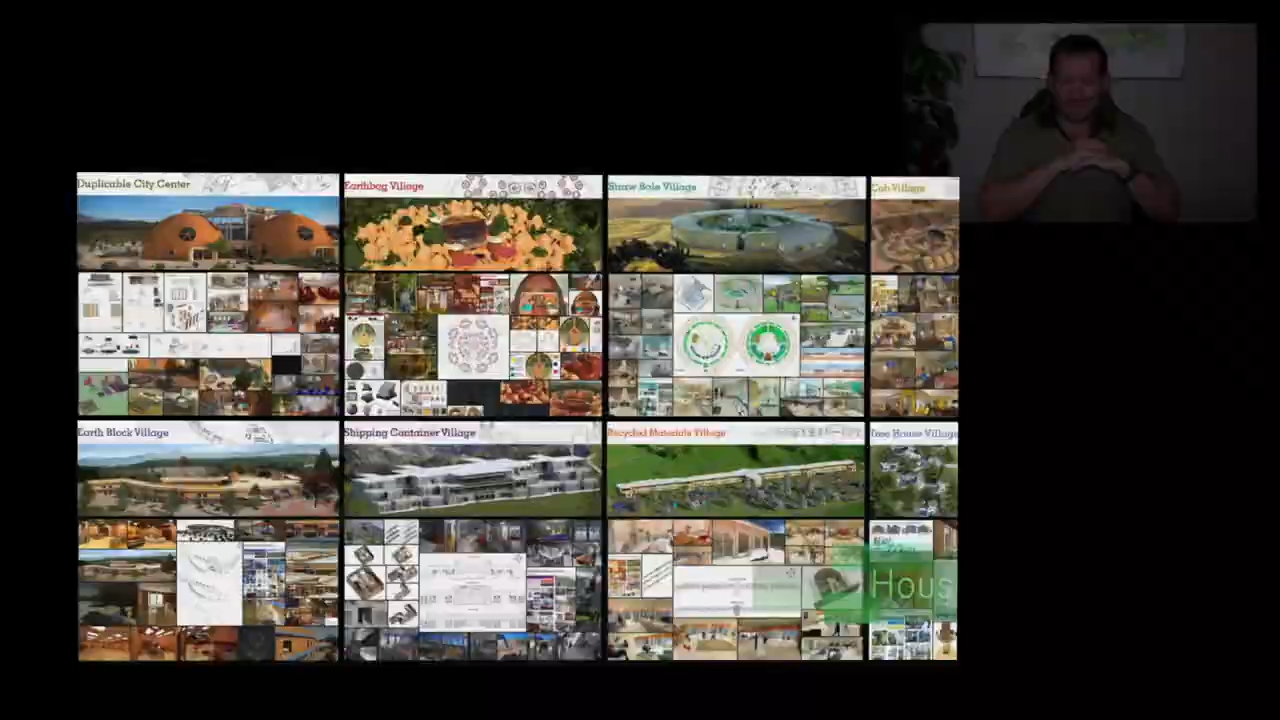 Duplicable City Center
Earthbag Village
Straw Bale Village
Cob Village
Earth Block Village
Shipping Container Village
Recycled Materials Village
Tree House Village
Hous